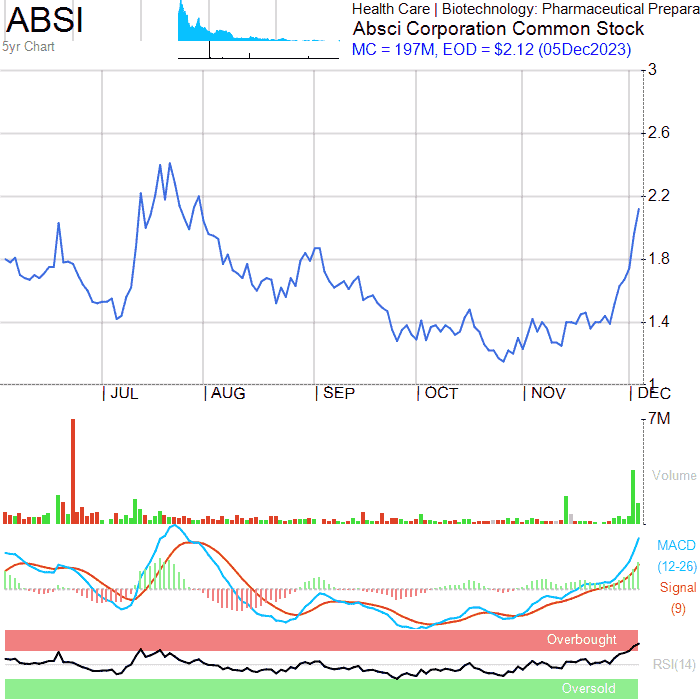 ABSI
5yr Chart
Health Care | Biotechnology: Pharmaceutical Prepara
Absci Corporation Common Stock
MC = 197M, EOD = $2.12 (05Dec2023)
3
2.6
2.2
1.8
1.4
1
JUL AUG SEP OCT NOV DEC
7M
Volume
MACD
(12-26)
Signal
(9)
Overbought
RSI(14)
Oversold